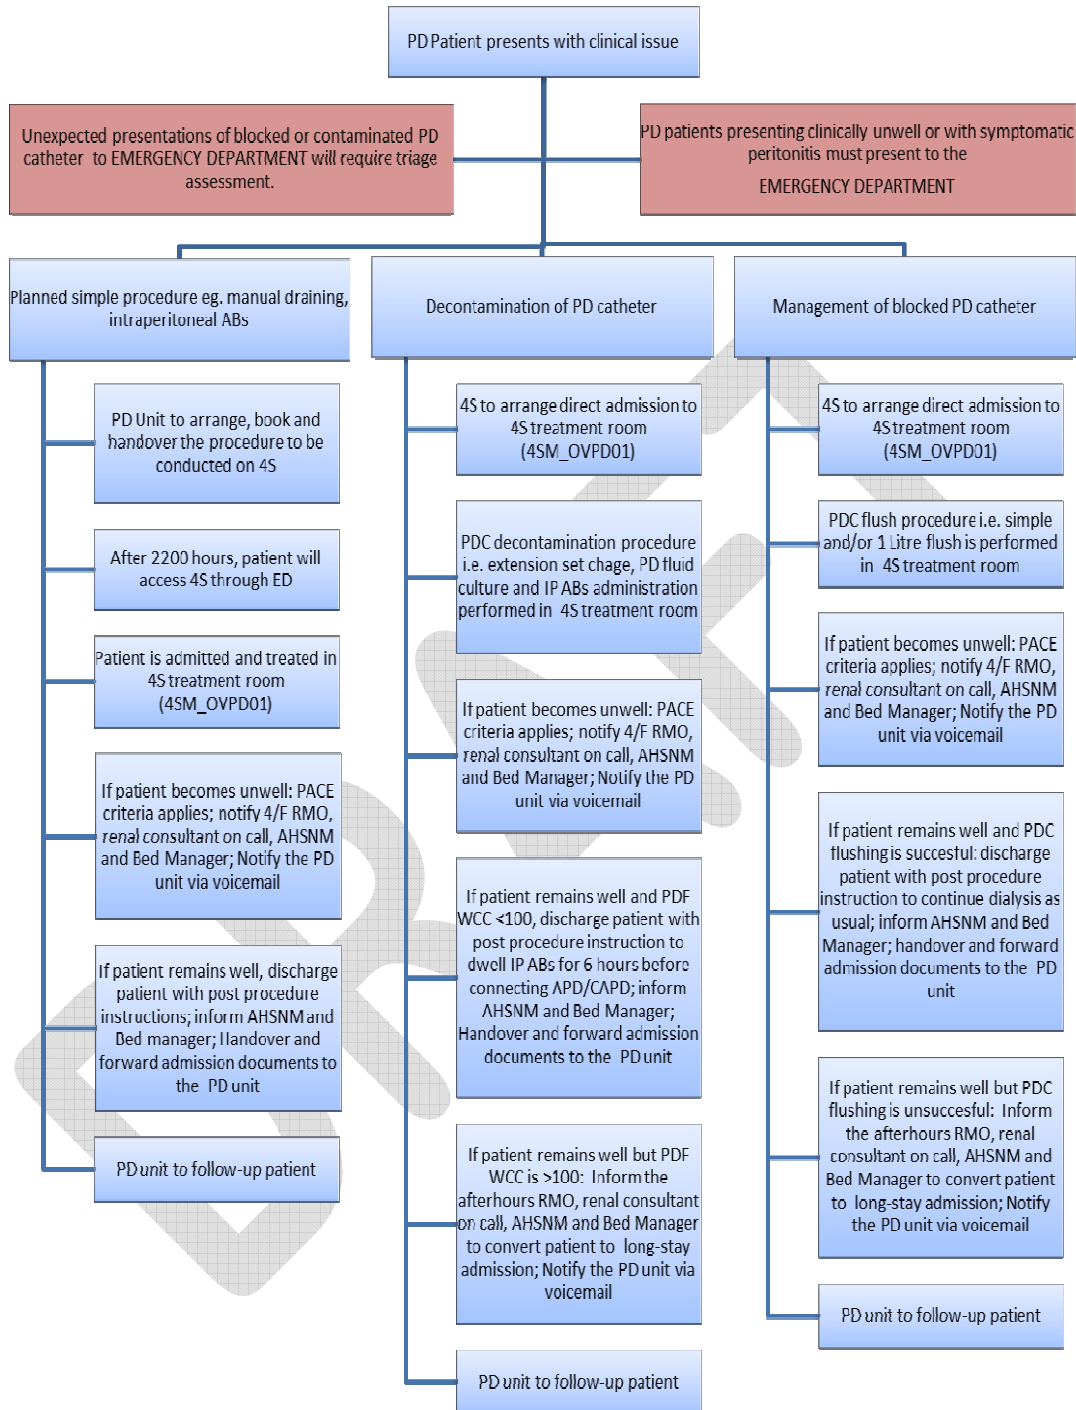 PD Patient presents with clinical issue
Unexpected presentations of blocked or contaminated PD
catheter to EMERGENCY DEPARTMENT will require triage
assessment.
PD patients presenting clinically unwell or with symptomatic
peritonitis must present to the
EMERGENCY DEPARTMENT
Planned simple procedure eg. manual draining,
intraperitoneal ABs
PD Unit to arrange, book and
handover the procedure to be
conducted on 4S
After 2200 hours, patient will
access 4S through ED
Patient is admitted and treated in
4S treatment room
(4SM_OVPD01)
If patient becomes unwell: PACE
criteria applies; notify 4/F RMO,
renal consultant on call, AHSNM
and Bed Manager; Notify the PD
unit via voicemail
If patient remains well, discharge
patient with post procedure
instructions; inform AHSNM and
Bed manager; Handover and
forward admission documents to
the PD unit
PD unit to follow-up patient
Decontamination of PD catheter
4S to arrange direct admission to
4S treatment room
(4SM_OVPD01)
PDC decontamination procedure
i.e. extension set chage, PD fluid
culture and IP ABs administration
performed in 4S treatment room
If patient becomes unwell: PACE
criteria applies; notify 4/F RMO,
renal consultant on call, AHSNM
and Bed Manager; Notify the PD
unit via voicemail
If patient remains well and PDF
WCC <100, discharge patient with
post procedure instruction to
dwell IP ABs for 6 hours before
connecting APD/CAPD; inform
AHSNM and Bed Manager;
Handover and forward admission
documents to the PD unit
If patient remains well but PDF
WCC is >100: Inform the
afterhours RMO, renal consultant
on call, AHSNM and Bed Manager
to convert patient to long-stay
admission; Notify the PD unit via
voicemail
PD unit to follow-up patient
Management of blocked PD catheter
4S to arrange direct admission to
4S treatment room
(4SM_OVPD01)
PDC flush procedure i.e. simple
and/or 1 Litre flush is performed
in 4S treatment room
If patient becomes unwell: PACE
criteria applies; notify 4/F RMO,
renal consultant on call, AHSNM
and Bed Manager; Notify the PD
unit via voicemail
If patient remains well and PDC
flushing is succesful: discharge
patient with post procedure
instruction to continue dialysis as
usual; inform AHSNM and Bed
Manager; handover and forward
admission documents to the PD
unit
If patient remains well but PDC
flushing is unsuccesful: Inform
the afterhours RMO, renal
consultant on call, AHSNM and
Bed Manager to convert patient
to long-stay admission; Notify
the PD unit via voicemail
PD unit to follow-up patient
DRAFT